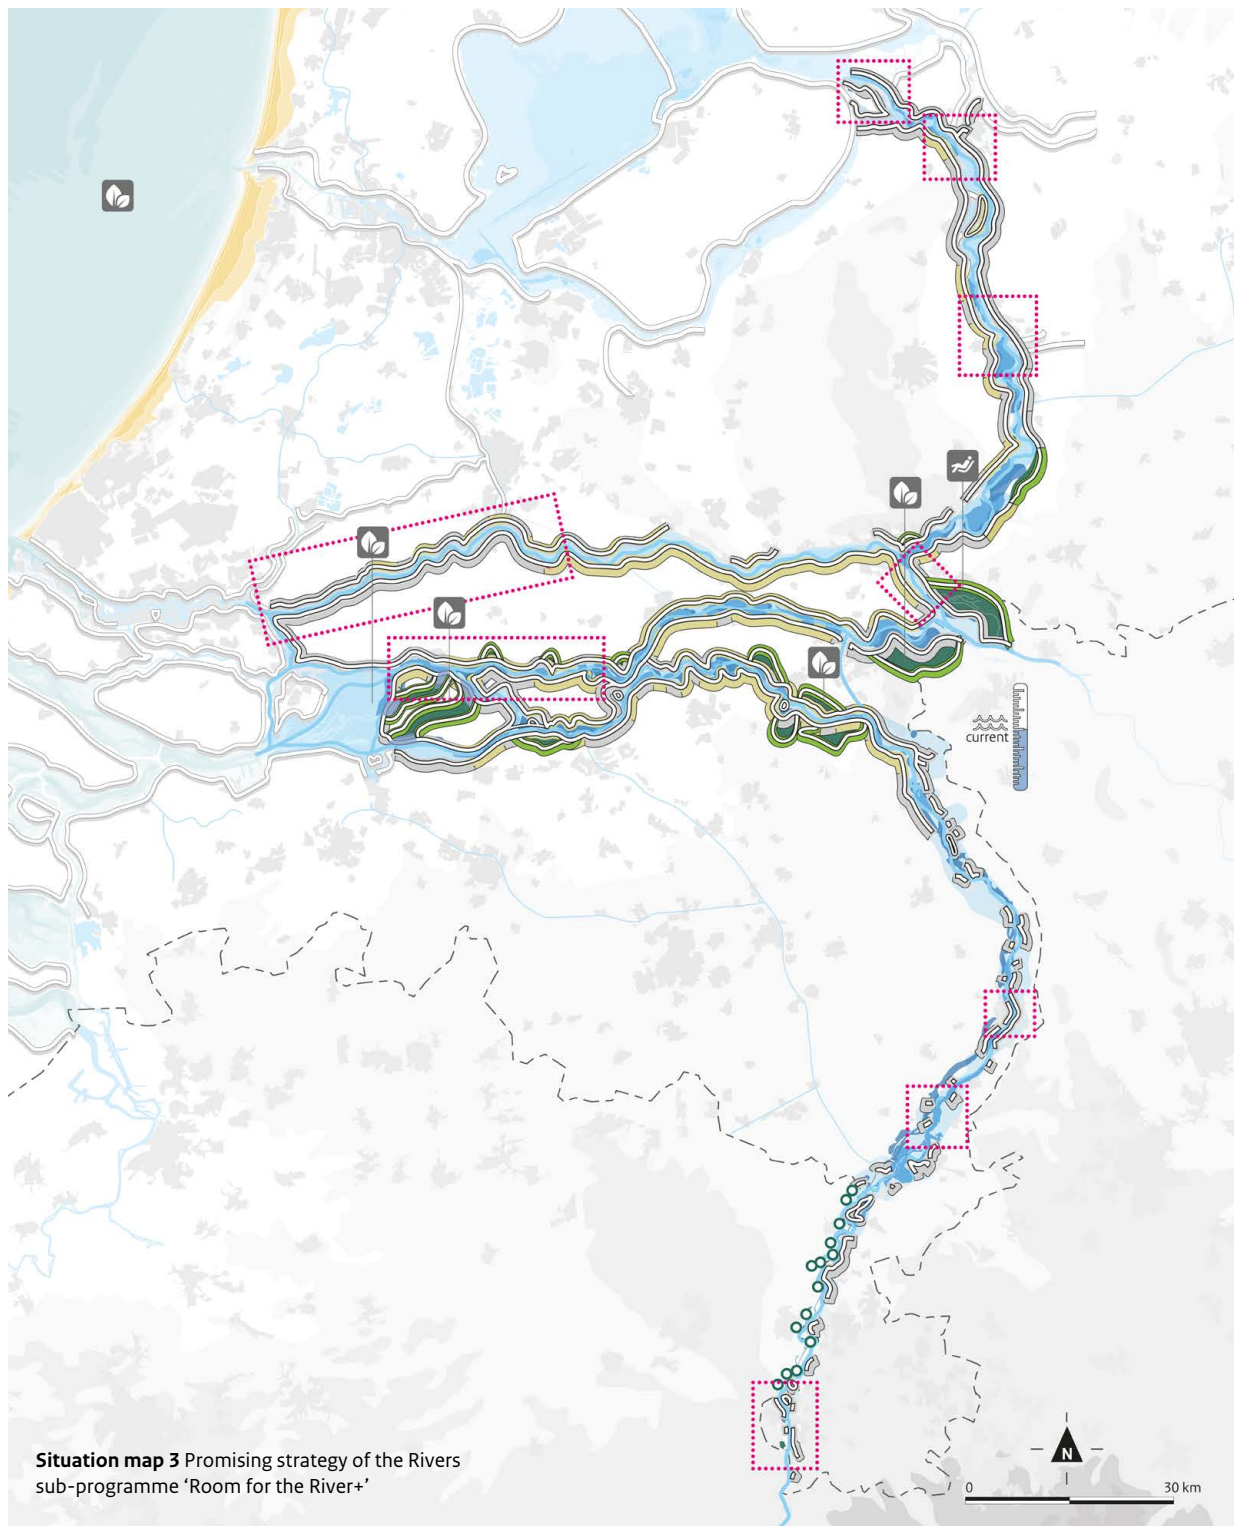 current
N
0 30 km
Situation map 3 Promising strategy of the Rivers
sub-programme ‘Room for the River+’